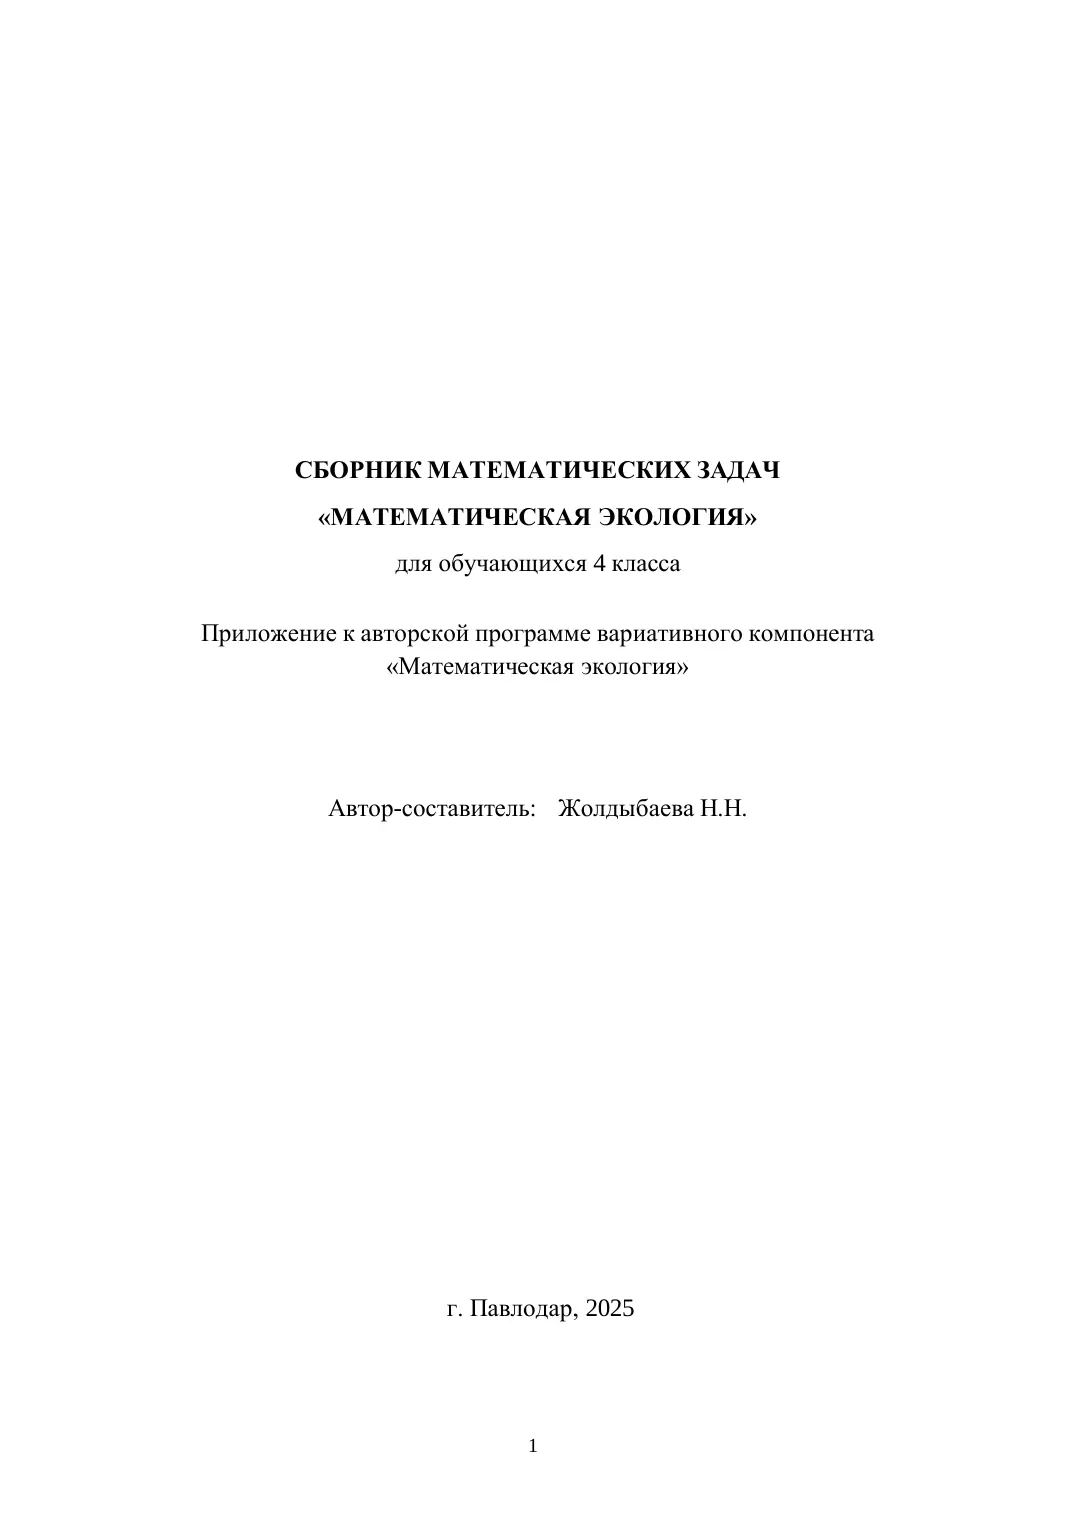 СБОРНИК МАТЕМАТИЧЕСКИХ ЗАДАЧ
«МАТЕМАТИЧЕСКАЯ ЭКОЛОГИЯ»
для обучающихся 4 класса
Приложение к авторской программе вариативного компонента
«Математическая экология»
Автор-составитель: Жолдыбаева Н.Н.
г. Павлодар, 2025
1